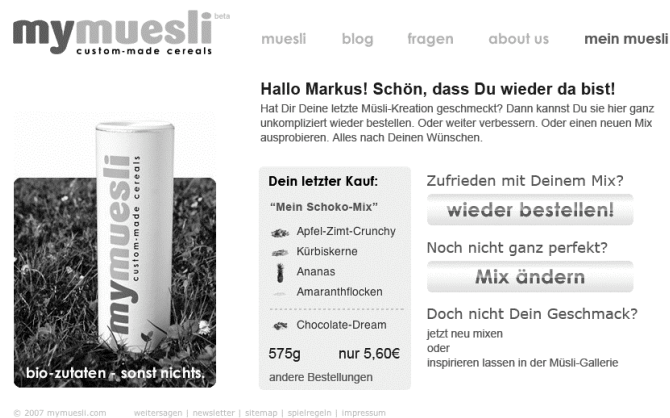 mymuesli beta
custom-made cereals
muesli blog fragen about us mein muesli
Hallo Markus! Schön, dass Du wieder da bist!
Hat Dir Deine letzte Müsli-Kreation geschmeckt? Dann kannst Du sie hier ganz
unkompliziert wieder bestellen. Oder weiter verbessern. Oder einen neuen Mix
ausprobieren. Alles nach Deinen Wünschen.
mymuesli
custom-made cereals
bio-zutaten - sonst nichts.
Dein letzter Kauf:
“Mein Schoko-Mix”
Apfel-Zimt-Crunchy
Kürbiskerne
Ananas
Amaranthflocken
Chocolate-Dream
575g nur 5,60€
andere Bestellungen
Zufrieden mit Deinem Mix?
wieder bestellen!
Noch nicht ganz perfekt?
Mix ändern
Doch nicht Dein Geschmack?
jetzt neu mixen
oder
inspirieren lassen in der Müsli-Gallerie
© 2007 mymuesli.com weitersagen | newsletter | sitemap | spielregeln | impressum